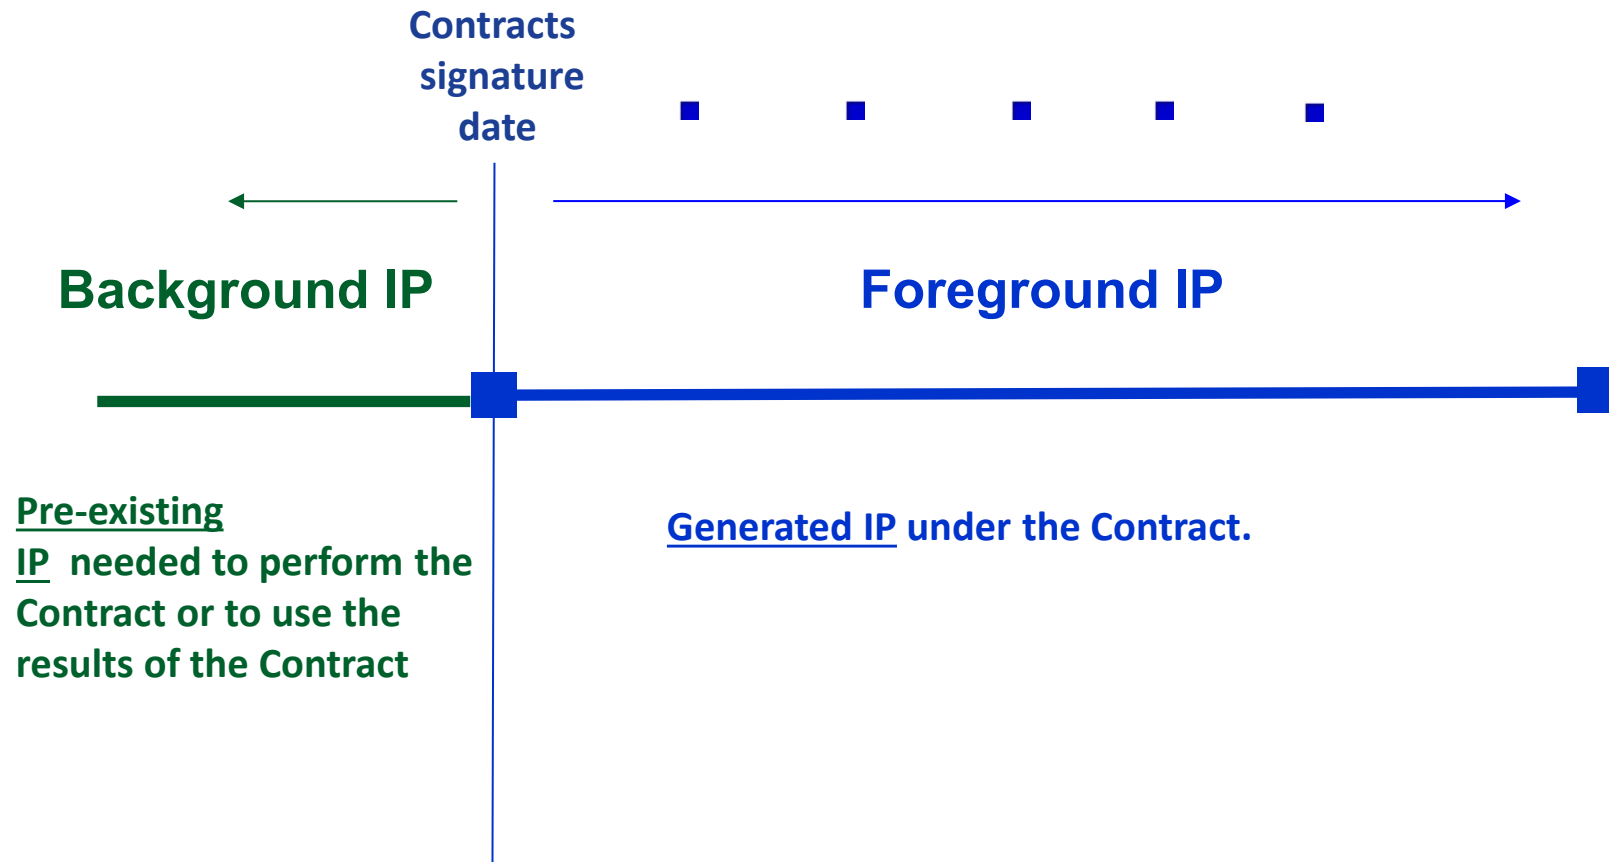 Contracts
signature
date
Background IP
Foreground IP
Pre-existing
IP  needed to perform the
Contract or to use the
results of the Contract
Generated IP under the Contract.